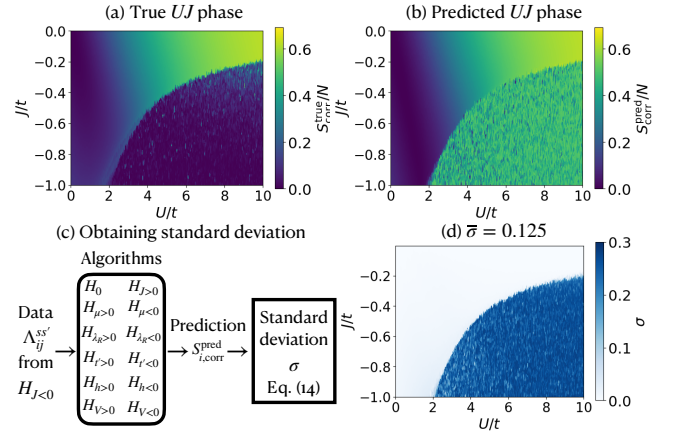 (a) True UJ phase
0.0
−0.2
−0.4
−0.6
−0.8
−1.0
J/t
0 2 4 6 8 10
U/t
0.6
0.4
0.2
0.0
S_corr^true/N
(b) Predicted UJ phase
0.0
−0.2
−0.4
−0.6
−0.8
−1.0
J/t
0 2 4 6 8 10
U/t
0.6
0.4
0.2
0.0
S_corr^pred/N
(c) Obtaining standard deviation
Algorithms
Data
Λ_ij^ss′
from
H_J<0
H_0 H_J>0
H_μ>0 H_μ<0
H_λ_R>0 H_λ_R<0
H_t′>0 H_t′<0
H_h>0 H_h<0
H_V>0 H_V<0
Prediction
S_i,corr^pred
Standard
deviation
σ
Eq. (14)
(d) σ̅ = 0.125
−0.2
−0.4
−0.6
−0.8
−1.0
J/t
0 2 4 6 8 10
U/t
0.3
0.2
0.1
0.0
σ